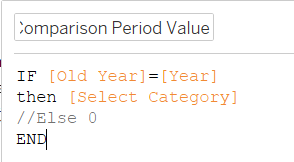 Comparison Period Value
IF [Old Year]=[Year]
then [Select Category]
//Else 0
END